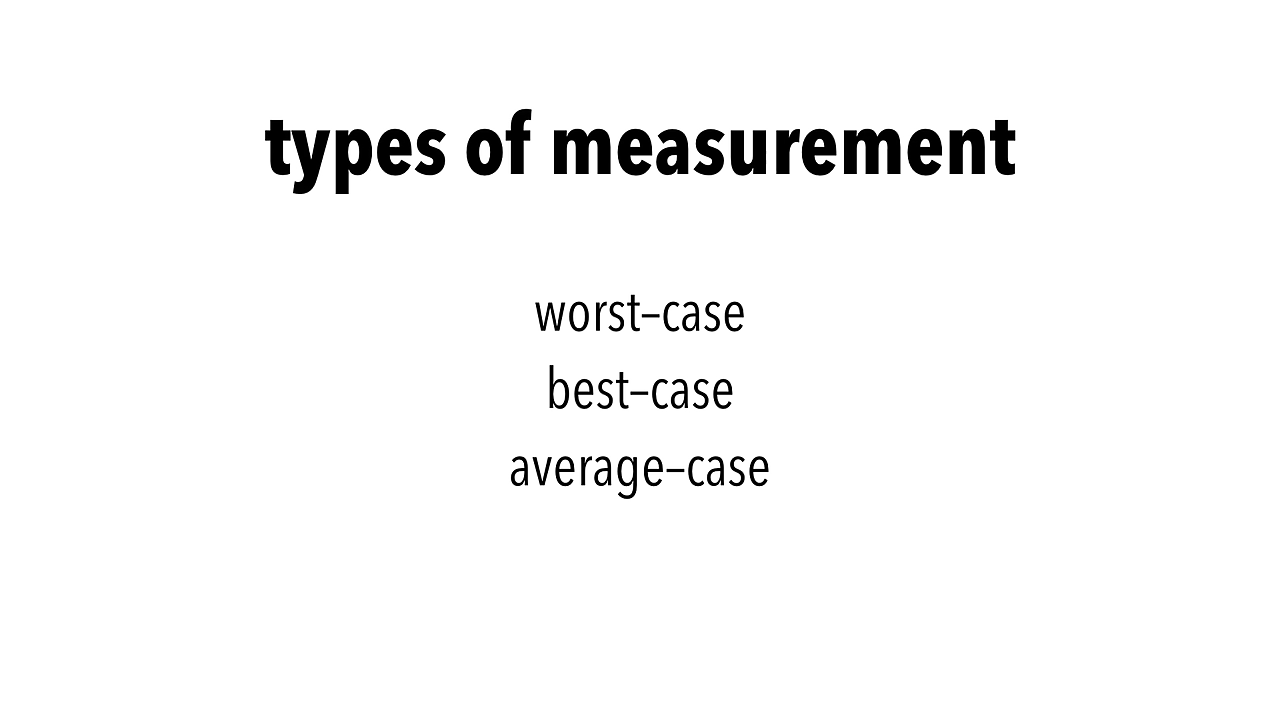 types of measurement
worst–case
best–case
average–case